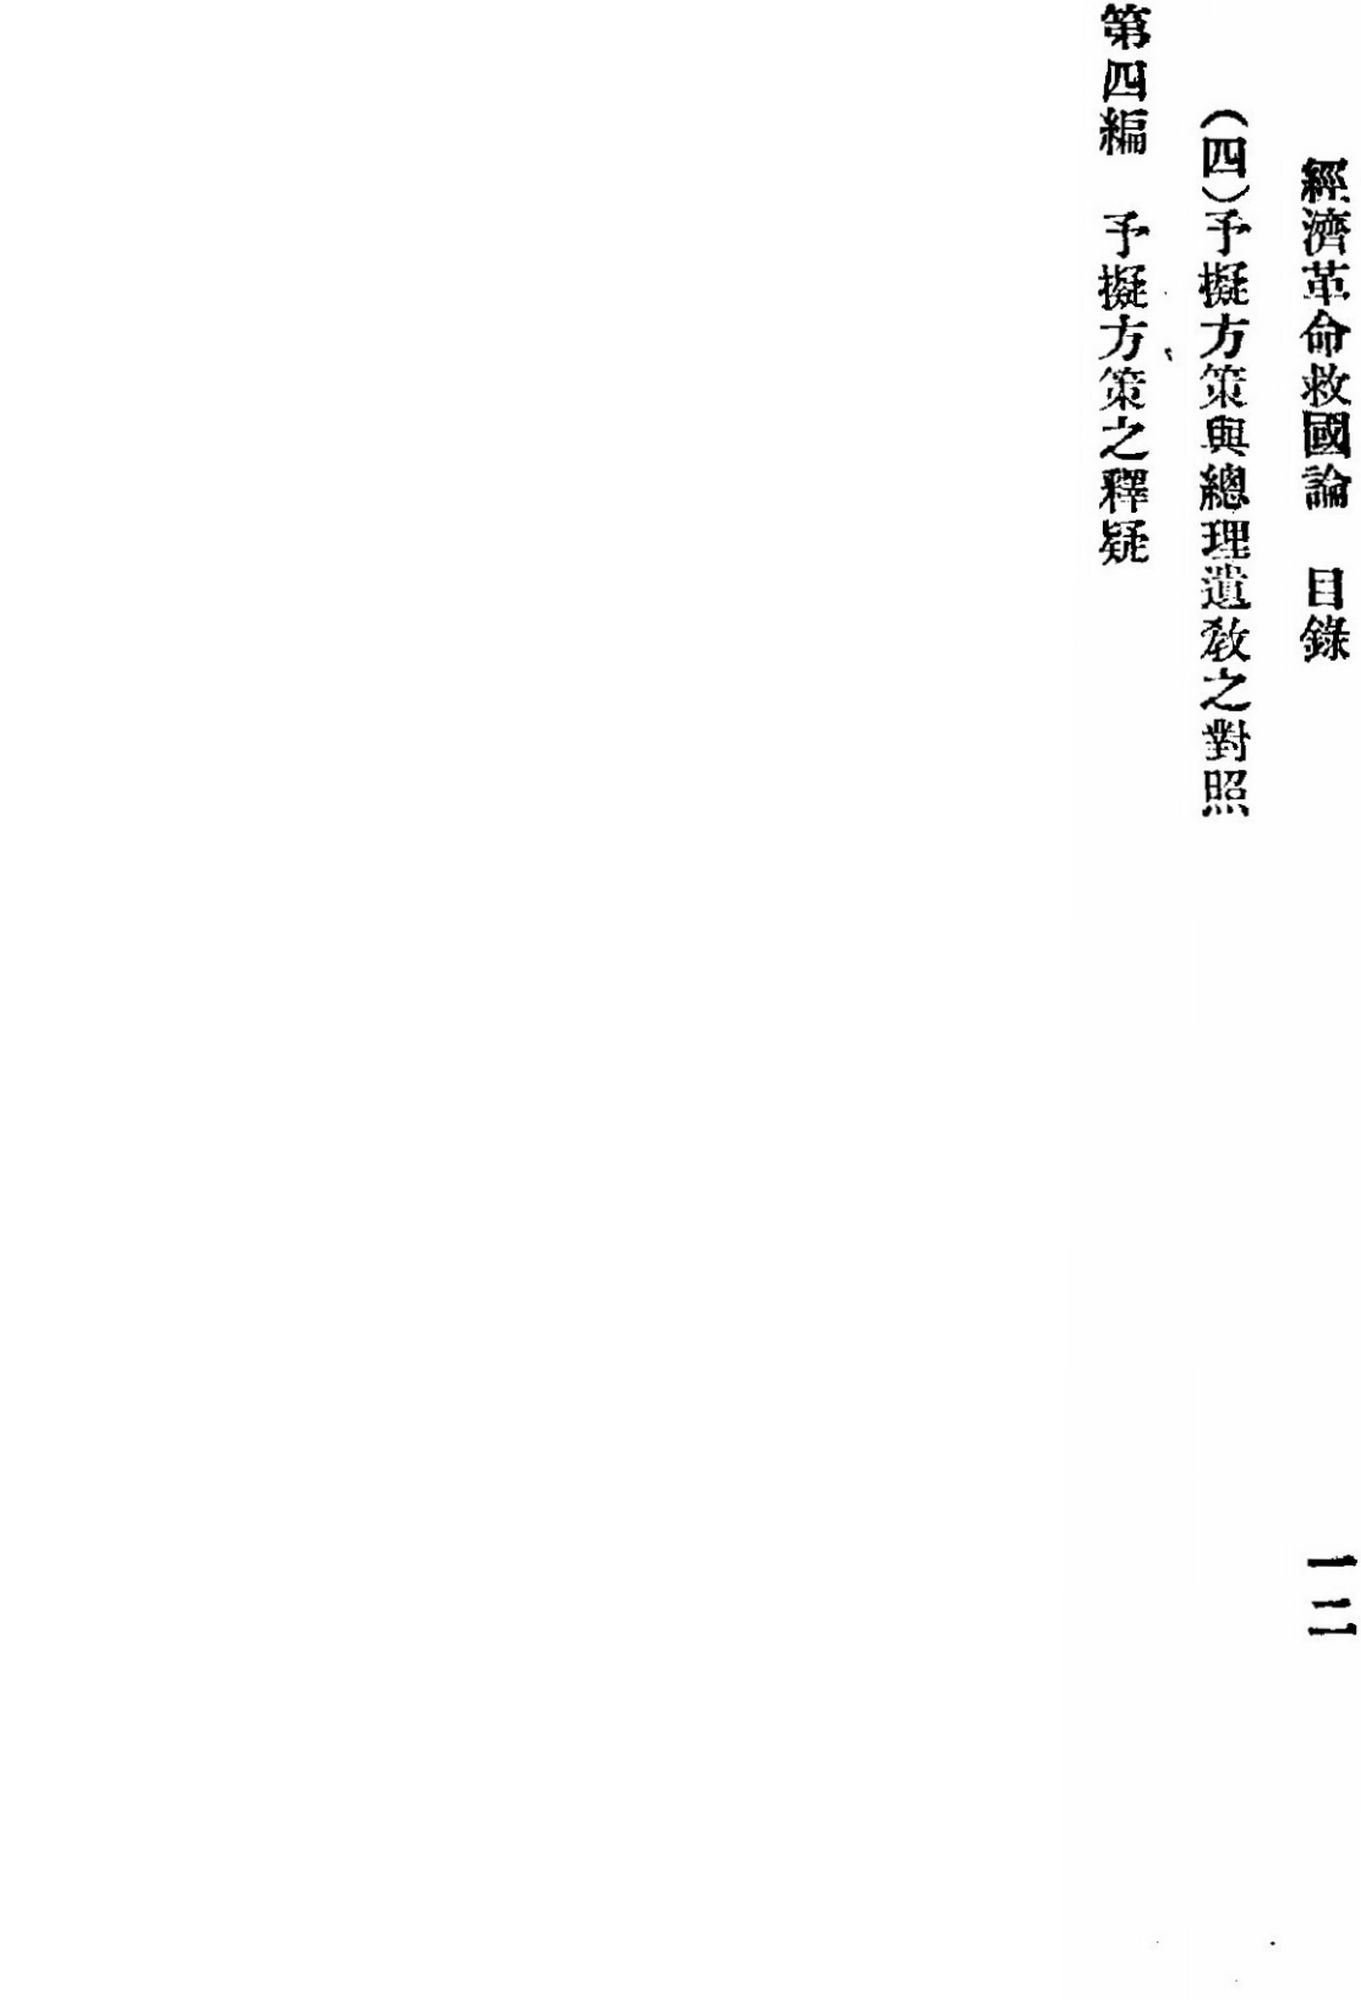 經濟革命救國論　目錄
一二
（四）予擬方策與總理遺敎之對照
第四編　予擬方策之釋疑